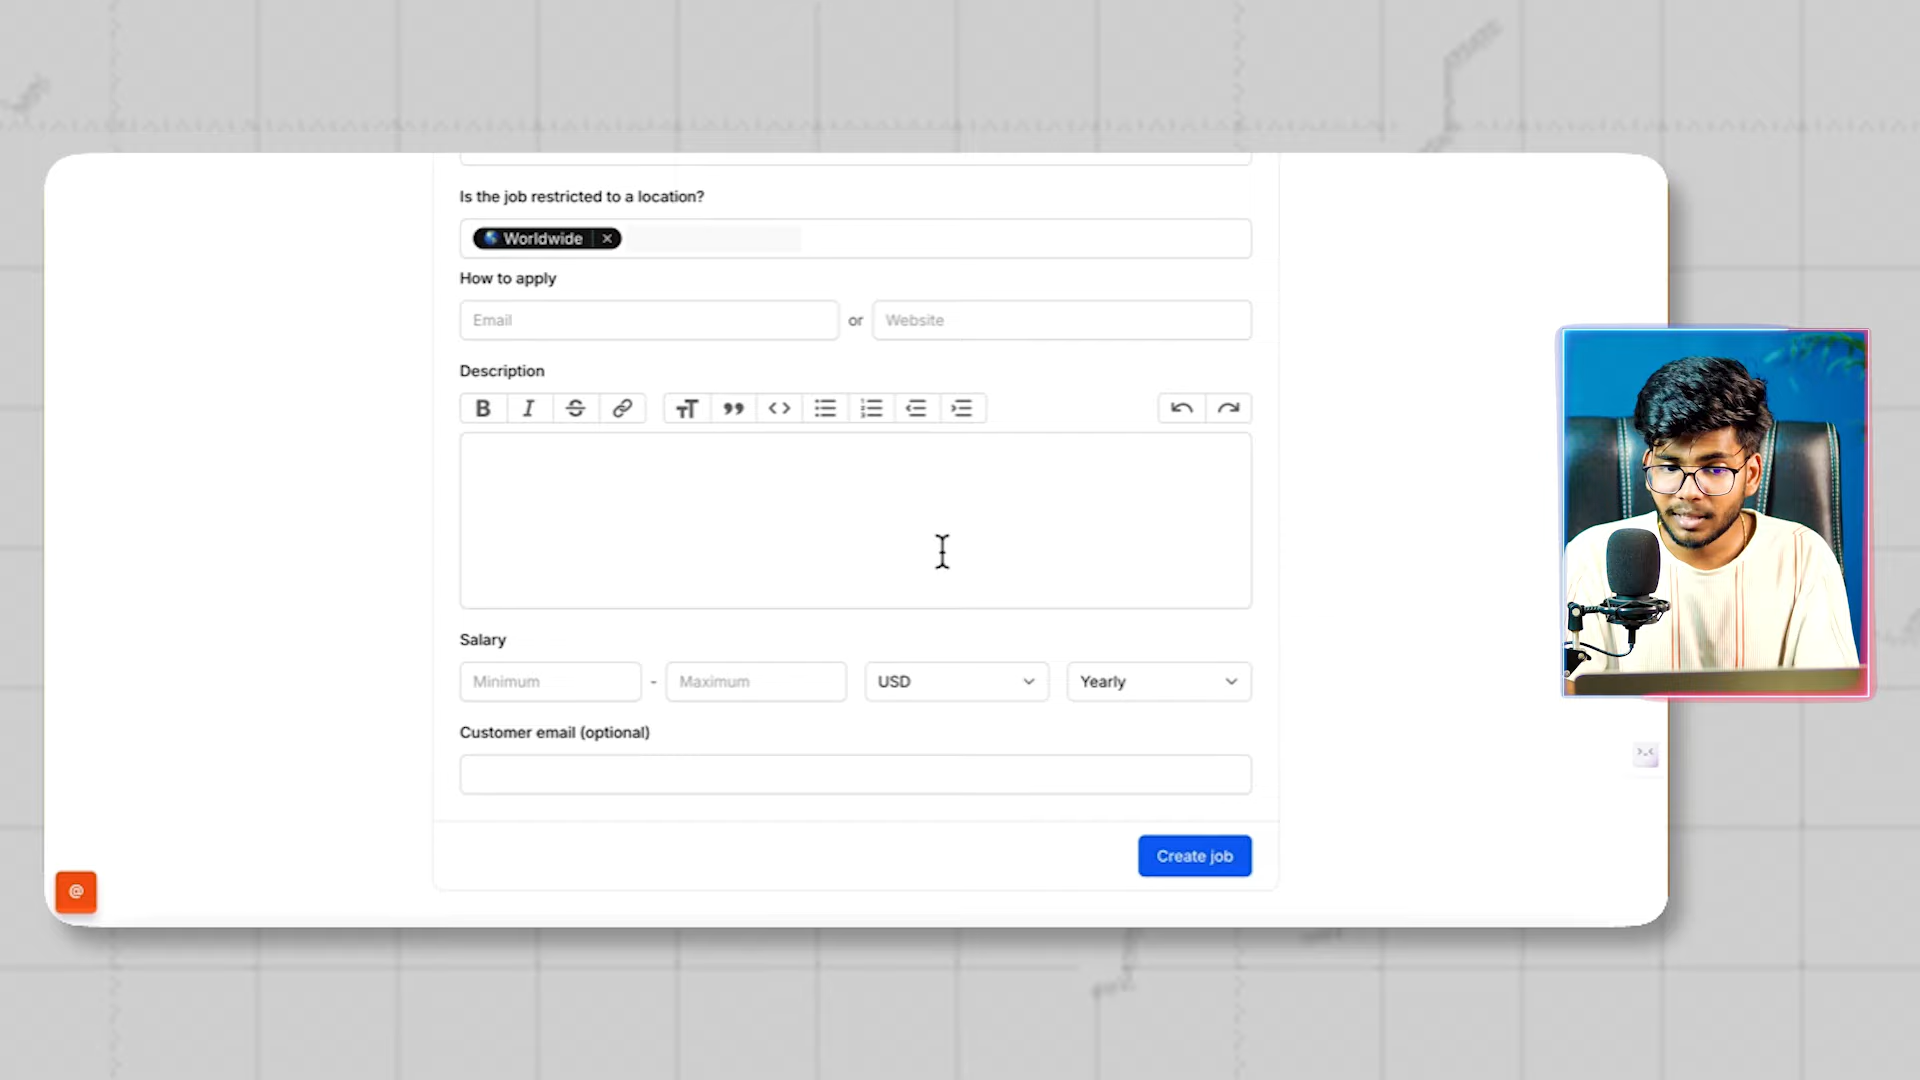 Is the job restricted to a location?
Worldwide
How to apply
Email or Website
Description
Salary
Minimum - Maximum USD Yearly
Customer email (optional)
Create job
@